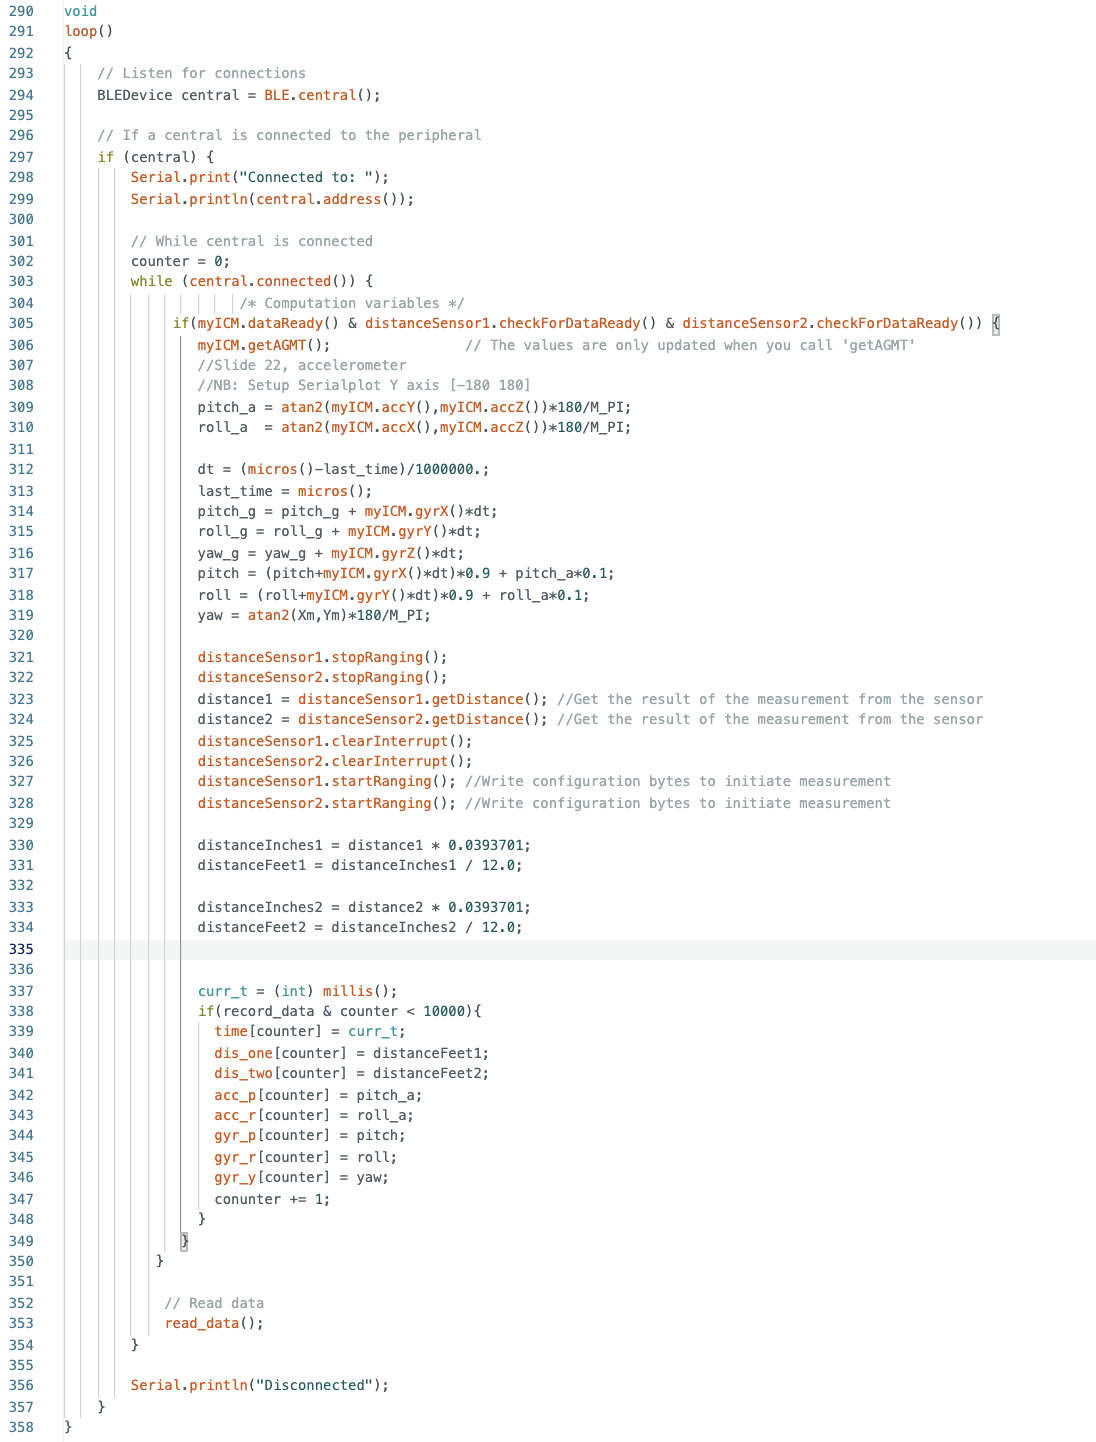 290 void
291 loop()
292 {
293 // Listen for connections
294 BLEDevice central = BLE.central();
295
296 // If a central is connected to the peripheral
297 if (central) {
298 Serial.print("Connected to: ");
299 Serial.println(central.address());
300
301 // While central is connected
302 counter = 0;
303 while (central.connected()) {
304 /* Computation variables */
305 if(myICM.dataReady() & distanceSensor1.checkForDataReady() & distanceSensor2.checkForDataReady()) {
306 myICM.getAGMT(); // The values are only updated when you call 'getAGMT'
307 //Slide 22, accelerometer
308 //NB: Setup Serialplot Y axis [-180 180]
309 pitch_a = atan2(myICM.accY(),myICM.accZ())*180/M_PI;
310 roll_a  = atan2(myICM.accX(),myICM.accZ())*180/M_PI;
311
312 dt = (micros()-last_time)/1000000.;
313 last_time = micros();
314 pitch_g = pitch_g + myICM.gyrX()*dt;
315 roll_g = roll_g + myICM.gyrY()*dt;
316 yaw_g = yaw_g + myICM.gyrZ()*dt;
317 pitch = (pitch+myICM.gyrX()*dt)*0.9 + pitch_a*0.1;
318 roll = (roll+myICM.gyrY()*dt)*0.9 + roll_a*0.1;
319 yaw = atan2(Xm,Ym)*180/M_PI;
320
321 distanceSensor1.stopRanging();
322 distanceSensor2.stopRanging();
323 distance1 = distanceSensor1.getDistance(); //Get the result of the measurement from the sensor
324 distance2 = distanceSensor2.getDistance(); //Get the result of the measurement from the sensor
325 distanceSensor1.clearInterrupt();
326 distanceSensor2.clearInterrupt();
327 distanceSensor1.startRanging(); //Write configuration bytes to initiate measurement
328 distanceSensor2.startRanging(); //Write configuration bytes to initiate measurement
329
330 distanceInches1 = distance1 * 0.0393701;
331 distanceFeet1 = distanceInches1 / 12.0;
332
333 distanceInches2 = distance2 * 0.0393701;
334 distanceFeet2 = distanceInches2 / 12.0;
335
336
337 curr_t = (int) millis();
338 if(record_data & counter < 10000){
339 time[counter] = curr_t;
340 dis_one[counter] = distanceFeet1;
341 dis_two[counter] = distanceFeet2;
342 acc_p[counter] = pitch_a;
343 acc_r[counter] = roll_a;
344 gyr_p[counter] = pitch;
345 gyr_r[counter] = roll;
346 gyr_y[counter] = yaw;
347 conunter += 1;
348 }
349 }
350 }
351
352 // Read data
353 read_data();
354 }
355
356 Serial.println("Disconnected");
357 }
358 }